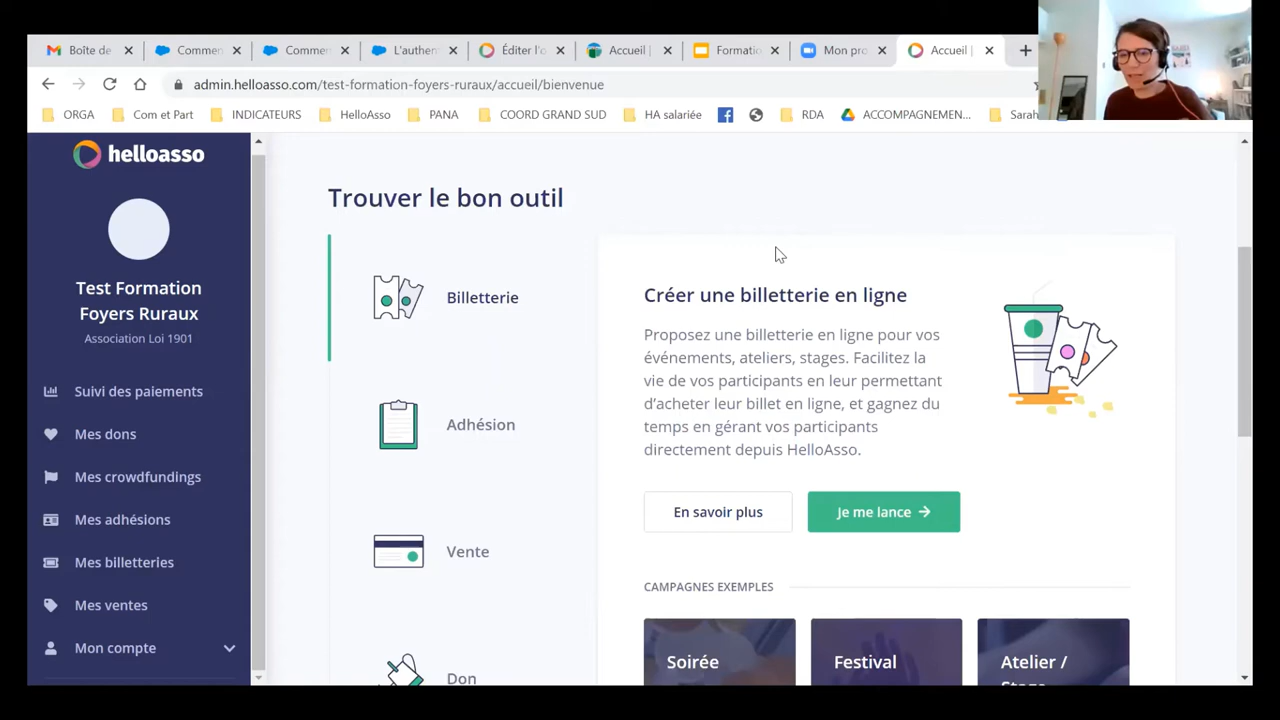 Boîte de
Commen
Commen
L'authen
Éditer l'o
Accueil |
Formatio
Mon pro
Accueil |
admin.helloasso.com/test-formation-foyers-ruraux/accueil/bienvenue
ORGA
Com et Part
INDICATEURS
HelloAsso
PANA
COORD GRAND SUD
HA salariée
RDA
ACCOMPAGNEMEN...
Sarah
helloasso
Test Formation
Foyers Ruraux
Association Loi 1901
Suivi des paiements
Mes dons
Mes crowdfundings
Mes adhésions
Mes billetteries
Mes ventes
Mon compte
Trouver le bon outil
Billetterie
Adhésion
Vente
Don
Créer une billetterie en ligne
Proposez une billetterie en ligne pour vos
événements, ateliers, stages. Facilitez la
vie de vos participants en leur permettant
d'acheter leur billet en ligne, et gagnez du
temps en gérant vos participants
directement depuis HelloAsso.
En savoir plus
Je me lance
CAMPAGNES EXEMPLES
Soirée
Festival
Atelier /
Stage